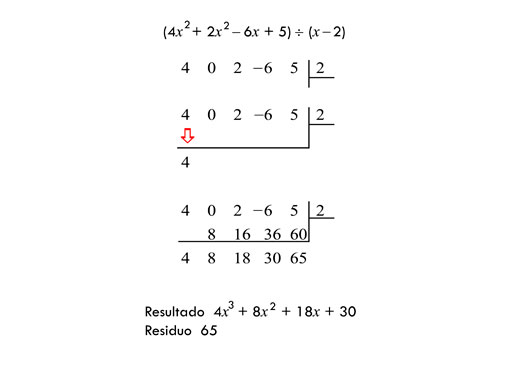 (4x² + 2x² – 6x + 5) ÷ (x – 2)
4 0 2 −6 5 2
4 0 2 −6 5 2
4
4 0 2 −6 5 2
8 16 36 60
4 8 18 30 65
Resultado 4x³ + 8x² + 18x + 30
Residuo 65